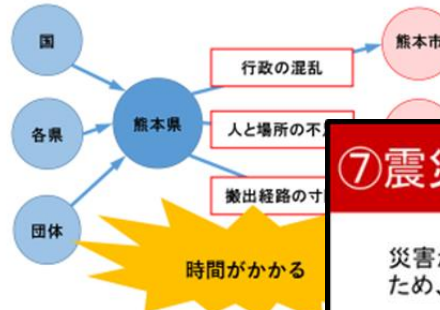 国
各県
団体
熊本県
行政の混乱
人と場所の不
搬出経路の寸
熊本市
時間がかかる
⑦震災
災害が
ため、